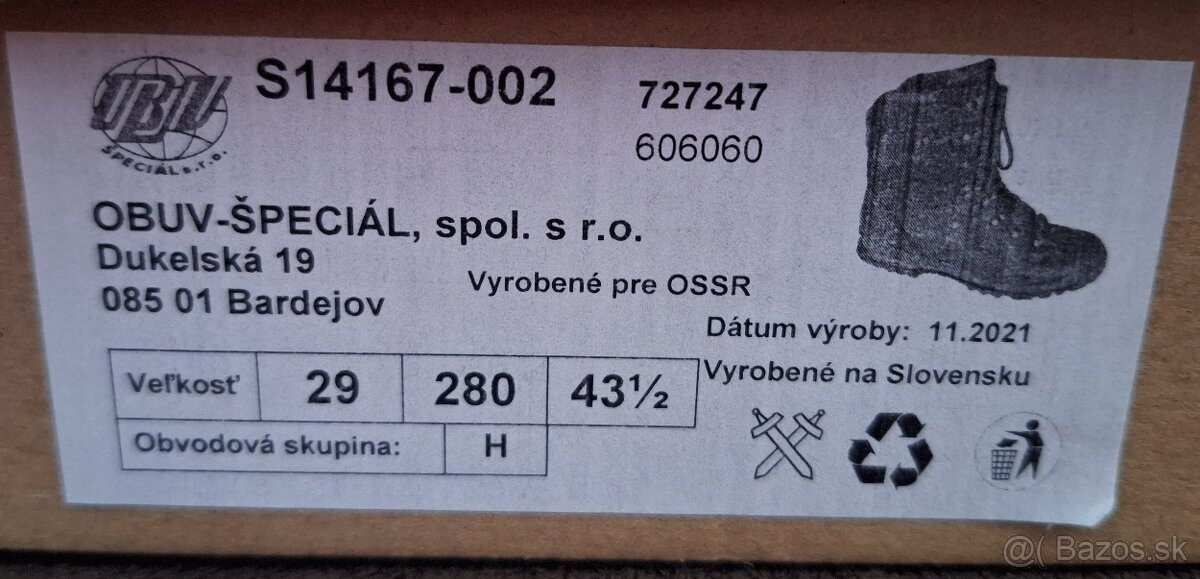 OBUV
ŠPECIÁL s.r.o.
S14167-002
727247
606060
OBUV-ŠPECIÁL, spol. s r.o.
Dukelská 19
085 01 Bardejov
Vyrobené pre OSSR
Dátum výroby: 11.2021
Vyrobené na Slovensku
Veľkosť 29 280 43½
Obvodová skupina: H
@( Bazos.sk